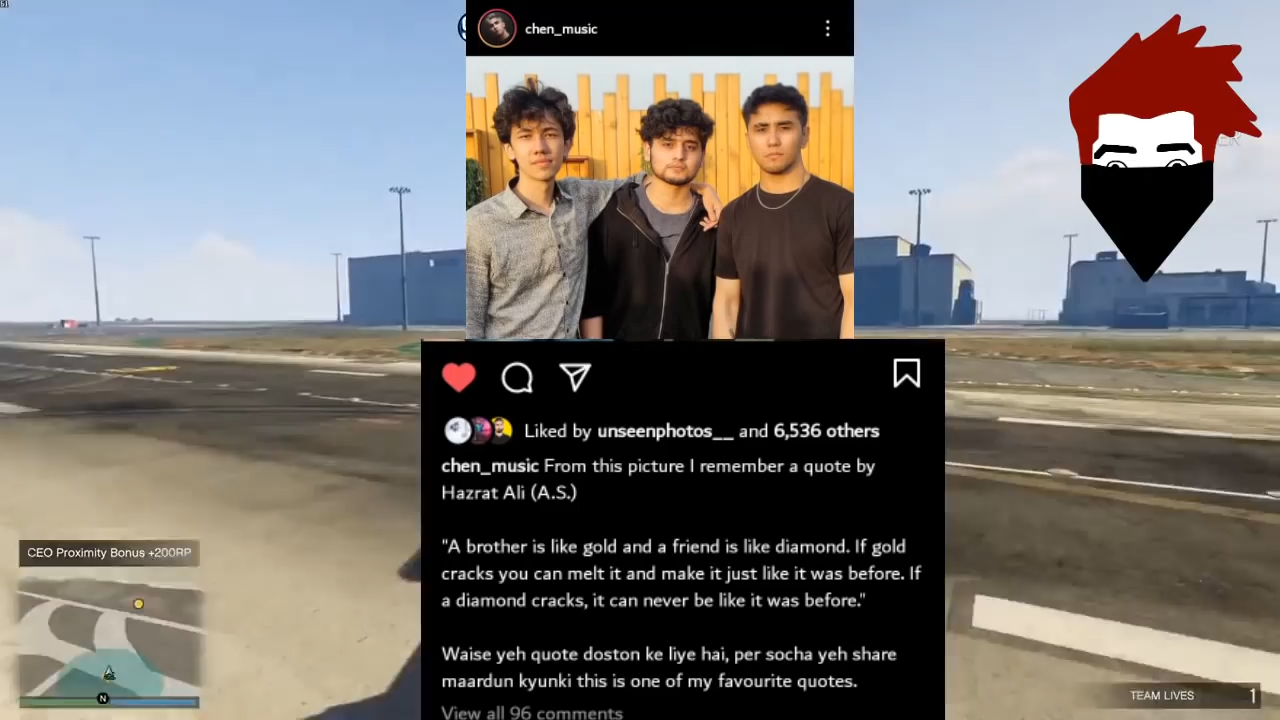 61
chen_music
ER
Liked by unseenphotos__ and 6,536 others
chen_music From this picture I remember a quote by
Hazrat Ali (A.S.)
"A brother is like gold and a friend is like diamond. If gold
cracks you can melt it and make it just like it was before. If
a diamond cracks, it can never be like it was before."
Waise yeh quote doston ke liye hai, per socha yeh share
maardun kyunki this is one of my favourite quotes.
View all 96 comments
CEO Proximity Bonus +200RP
N
TEAM LIVES 1